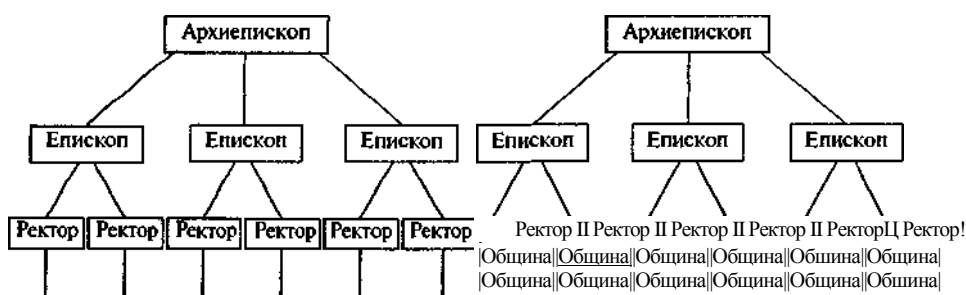 Архиепископ Архиепископ
Епископ Епископ Епископ Епископ Епископ Епископ
Ректор Ректор Ректор Ректор Ректор Ректор
Ректор II Ректор II Ректор II Ректор II РекторЦ Ректор!
|Община||Община||Община||Община||Обшина||Община|
|Община||Община||Община||Община||Община||Обшина|